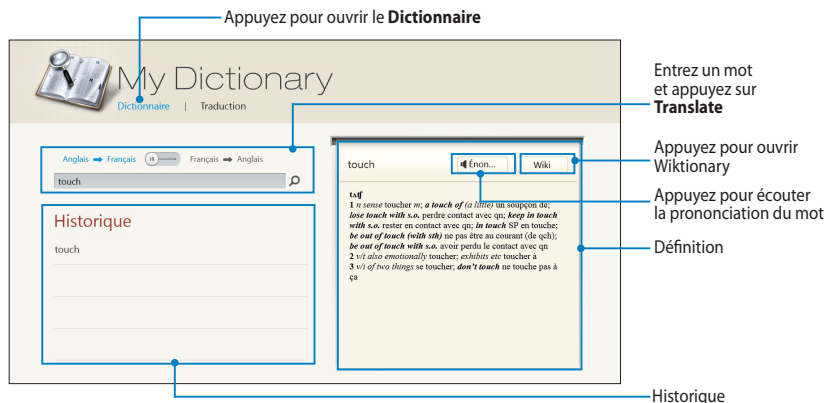 Appuyez pour ouvrir le Dictionnaire
My Dictionary
Dictionnaire | Traduction
Anglais ➡ Français Français ➡ Anglais
touch
Historique
touch
touch
Énon...
Wiki
tʌtʃ
1 n sense toucher m; a touch of (a little) un soupçon de;
lose touch with s.o. perdre contact avec qn; keep in touch
with s.o. rester en contact avec qn; in touch SP en touche;
be out of touch (with sth) ne pas être au courant (de qch);
be out of touch with s.o. avoir perdu le contact avec qn
2 v/t also emotionally toucher; exhibits etc toucher à
3 v/i of two things se toucher; don't touch ne touche pas à
ça
Entrez un mot
et appuyez sur
Translate
Appuyez pour ouvrir
Wiktionary
Appuyez pour écouter
la prononciation du mot
Définition
Historique